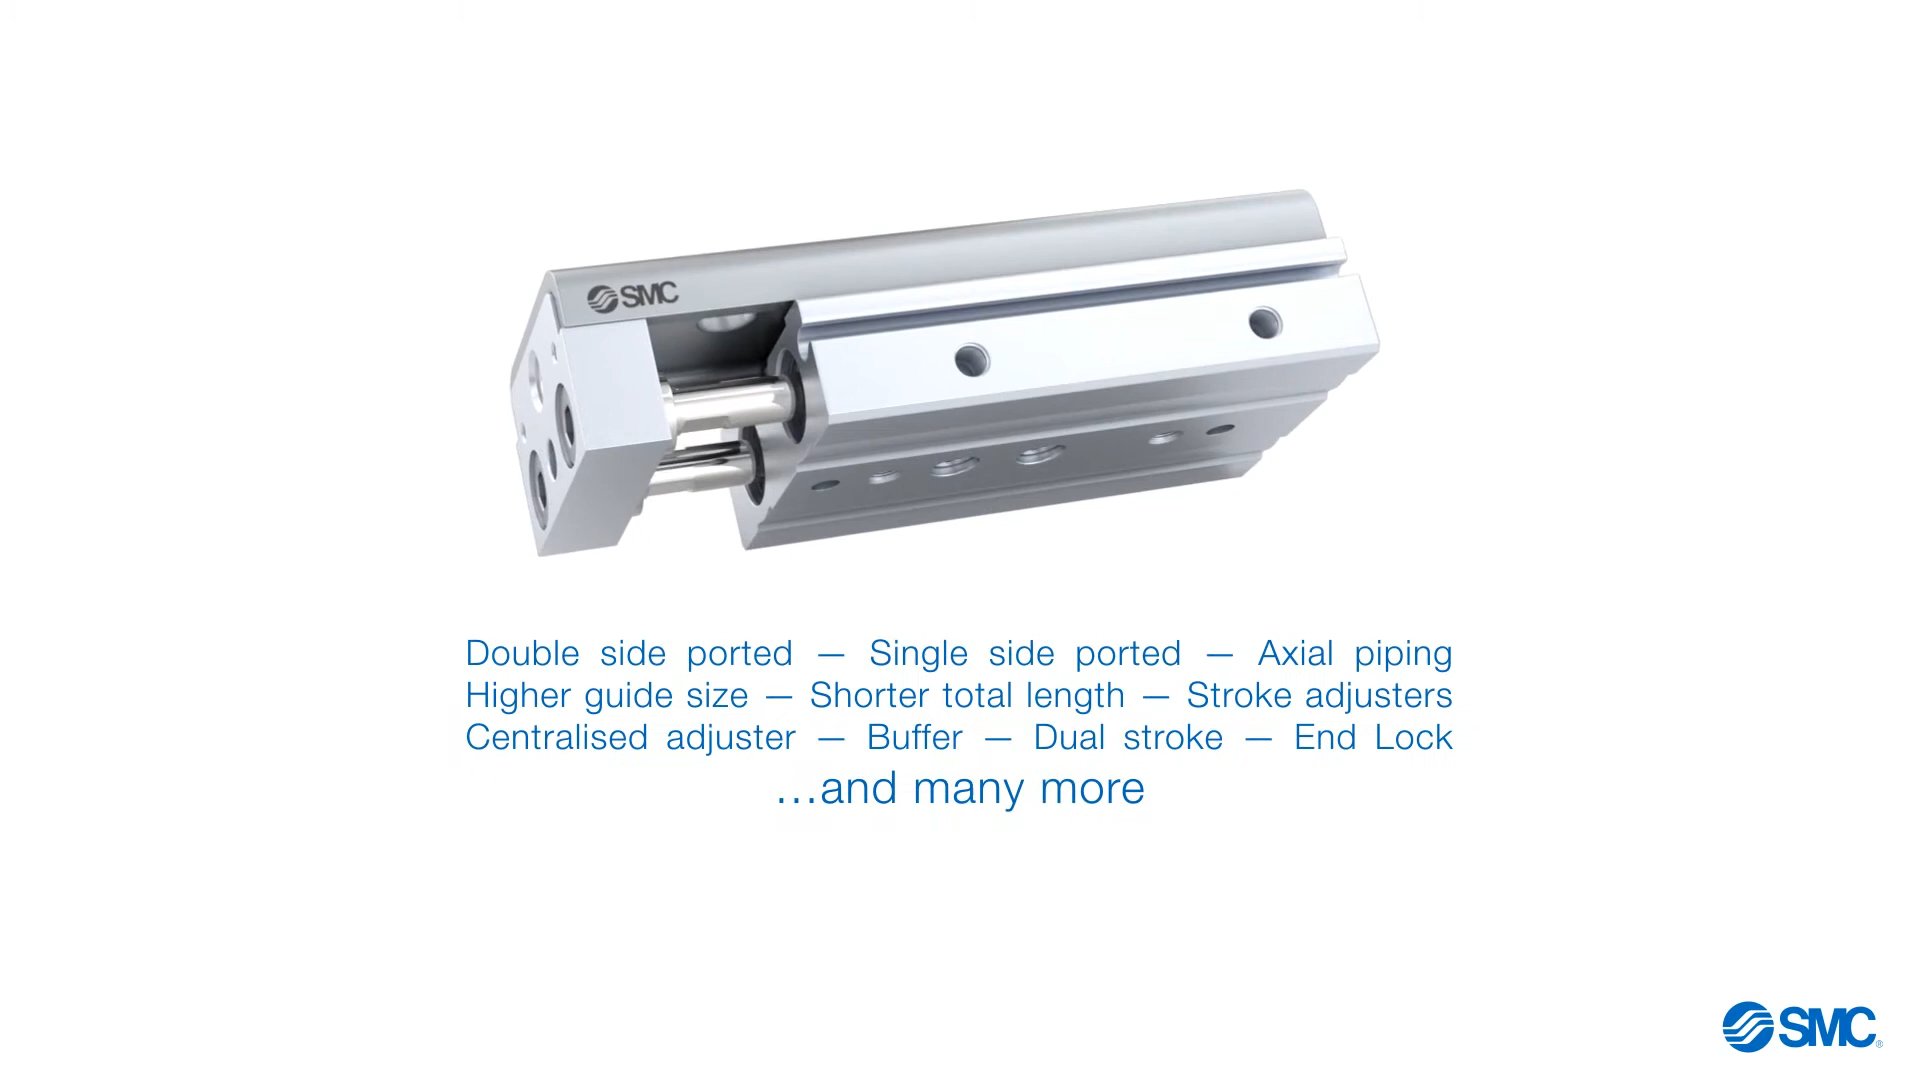 SMC
Double side ported — Single side ported — Axial piping
Higher guide size — Shorter total length — Stroke adjusters
Centralised adjuster — Buffer — Dual stroke — End Lock
...and many more
SMC®